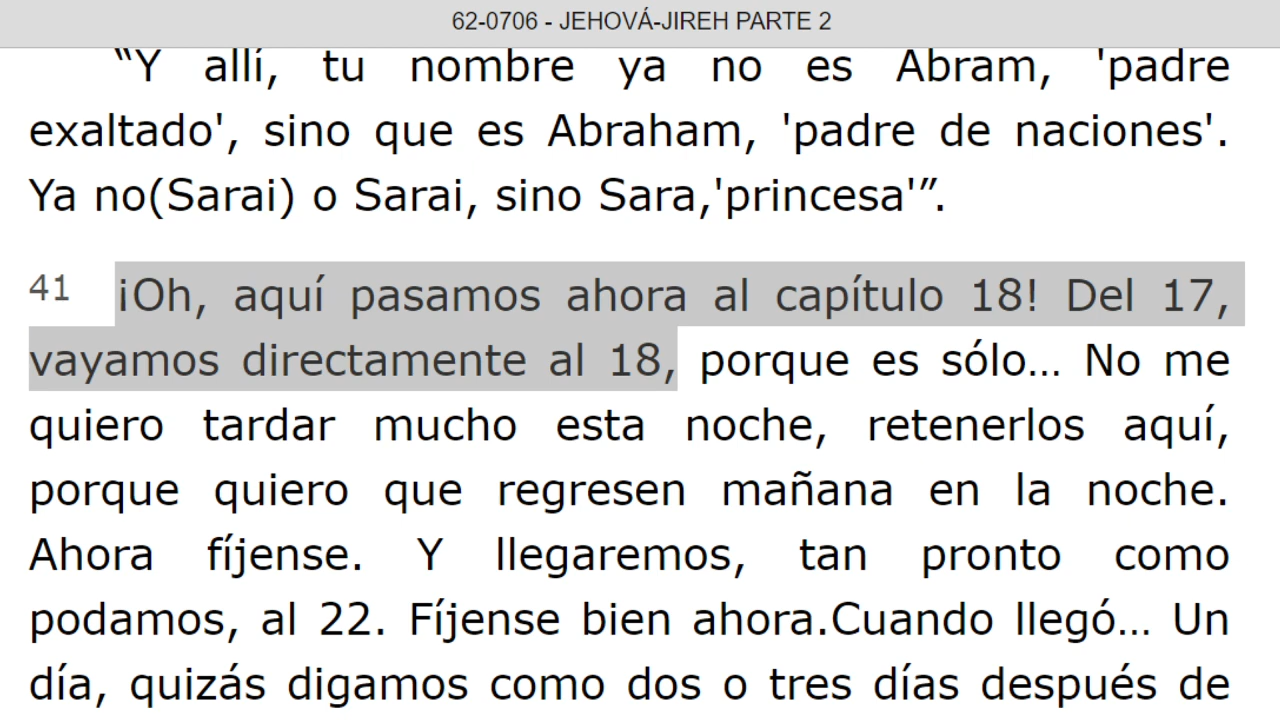 62-0706 - JEHOVÁ-JIREH PARTE 2
“Y allí, tu nombre ya no es Abram, 'padre
exaltado', sino que es Abraham, 'padre de naciones'.
Ya no(Sarai) o Sarai, sino Sara,'princesa'”.
41 ¡Oh, aquí pasamos ahora al capítulo 18! Del 17,
vayamos directamente al 18, porque es sólo… No me
quiero tardar mucho esta noche, retenerlos aquí,
porque quiero que regresen mañana en la noche.
Ahora fíjense. Y llegaremos, tan pronto como
podamos, al 22. Fíjense bien ahora.Cuando llegó… Un
día, quizás digamos como dos o tres días después de